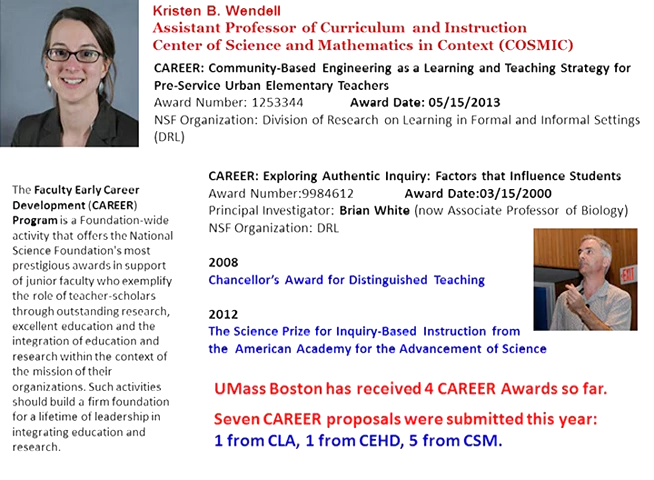 Kristen B. Wendell
Assistant Professor of Curriculum and Instruction
Center of Science and Mathematics in Context (COSMIC)
CAREER: Community-Based Engineering as a Learning and Teaching Strategy for
Pre-Service Urban Elementary Teachers
Award Number: 1253344 Award Date: 05/15/2013
NSF Organization: Division of Research on Learning in Formal and Informal Settings
(DRL)
The Faculty Early Career
Development (CAREER)
Program is a Foundation-wide
activity that offers the National
Science Foundation's most
prestigious awards in support
of junior faculty who exemplify
the role of teacher-scholars
through outstanding research,
excellent education and the
integration of education and
research within the context of
the mission of their
organizations. Such activities
should build a firm foundation
for a lifetime of leadership in
integrating education and
research.
CAREER: Exploring Authentic Inquiry: Factors that Influence Students
Award Number:9984612 Award Date:03/15/2000
Principal Investigator: Brian White (now Associate Professor of Biology)
NSF Organization: DRL
2008
Chancellor's Award for Distinguished Teaching
2012
The Science Prize for Inquiry-Based Instruction from
the American Academy for the Advancement of Science
EXIT
UMass Boston has received 4 CAREER Awards so far.
Seven CAREER proposals were submitted this year:
1 from CLA, 1 from CEHD, 5 from CSM.